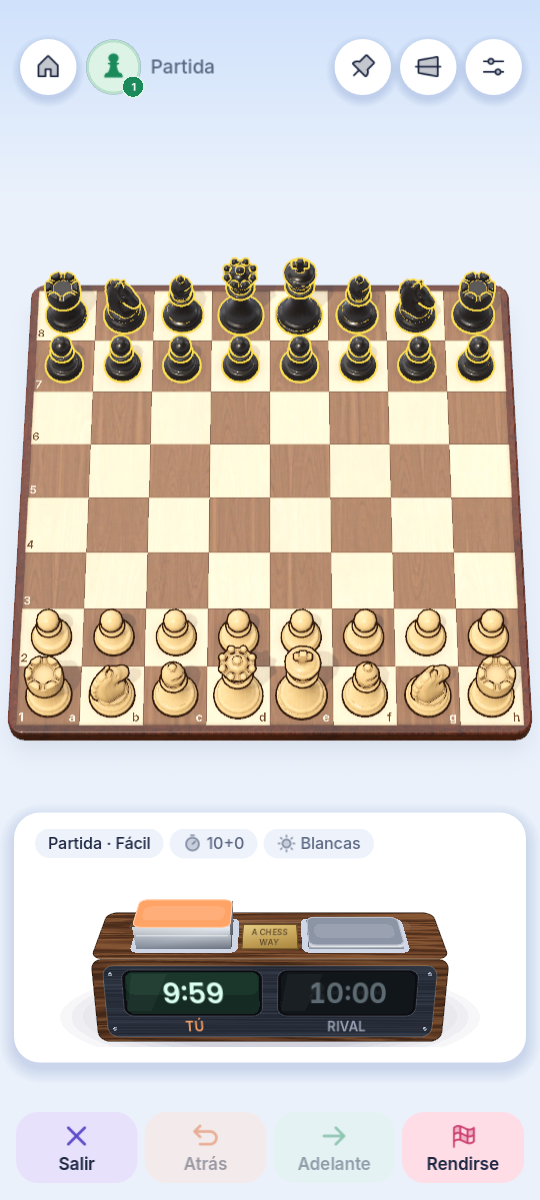 1
Partida
8
7
6
5
4
3
2
1 a b c d e f g h
Partida · Fácil
10+0
Blancas
A CHESS
WAY
9:59
10:00
TÚ
RIVAL
Salir
Atrás
Adelante
Rendirse